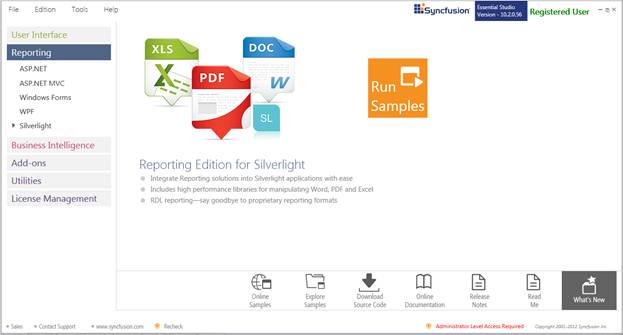 File Edition Tools Help
Syncfusion
Essential Studio
Version - 10.2.0.56
Registered User
User Interface
Reporting
ASP.NET
ASP.NET MVC
Windows Forms
WPF
Silverlight
Business Intelligence
Add-ons
Utilities
License Management
XLS
DOC
PDF
W
SL
Run
Samples
Reporting Edition for Silverlight
Integrate Reporting solutions into Silverlight applications with ease
Includes high performance libraries for manipulating Word, PDF and Excel
RDL reporting—say goodbye to proprietary reporting formats
Online
Samples
Explore
Samples
Download
Source Code
Online
Documentation
Release
Notes
Read
Me
What's New
Sales Contact Support www.syncfusion.com Recheck
Administrator Level Access Required
Copyright 2001-2012 Syncfusion Inc.